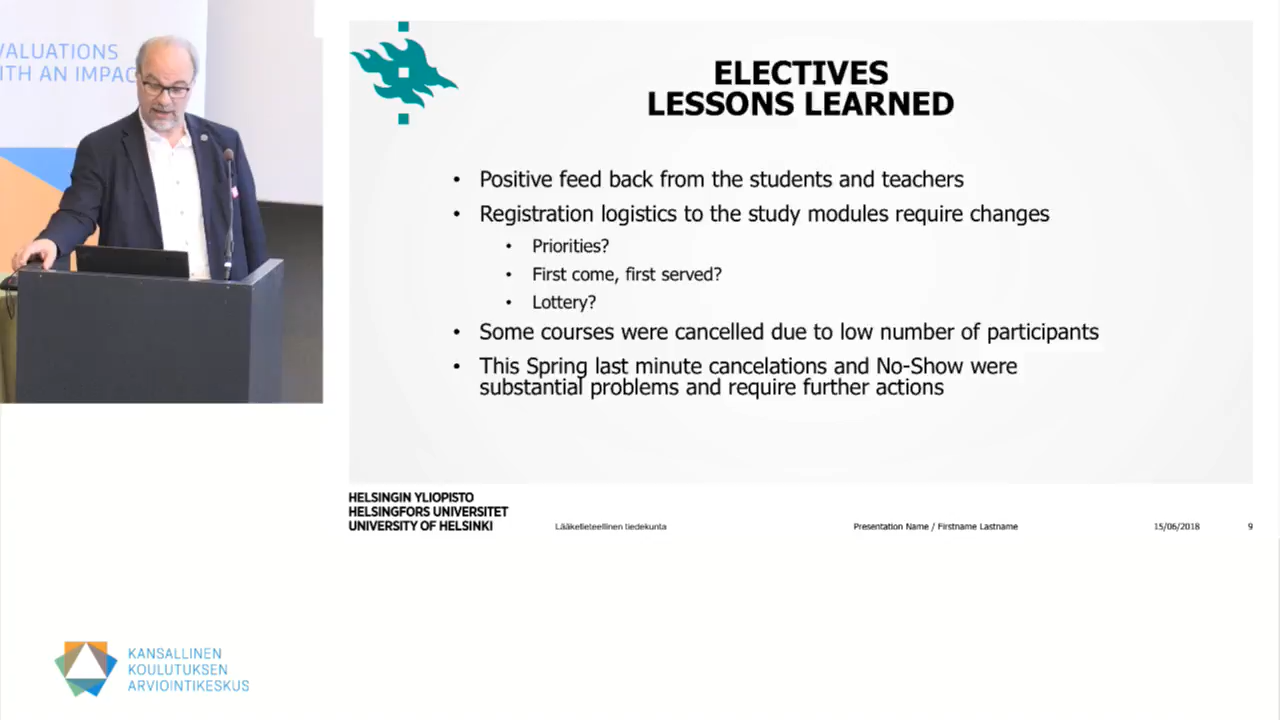 VALUATIONS
ITH AN IMPAC
ELECTIVES
LESSONS LEARNED
• Positive feed back from the students and teachers
• Registration logistics to the study modules require changes
• Priorities?
• First come, first served?
• Lottery?
• Some courses were cancelled due to low number of participants
• This Spring last minute cancelations and No-Show were
substantial problems and require further actions
HELSINGIN YLIOPISTO
HELSINGFORS UNIVERSITET
UNIVERSITY OF HELSINKI
Lääketieteellinen tiedekunta
Presentation Name / Firstname Lastname
15/06/2018
9
KANSALLINEN
KOULUTUKSEN
ARVIOINTIKESKUS